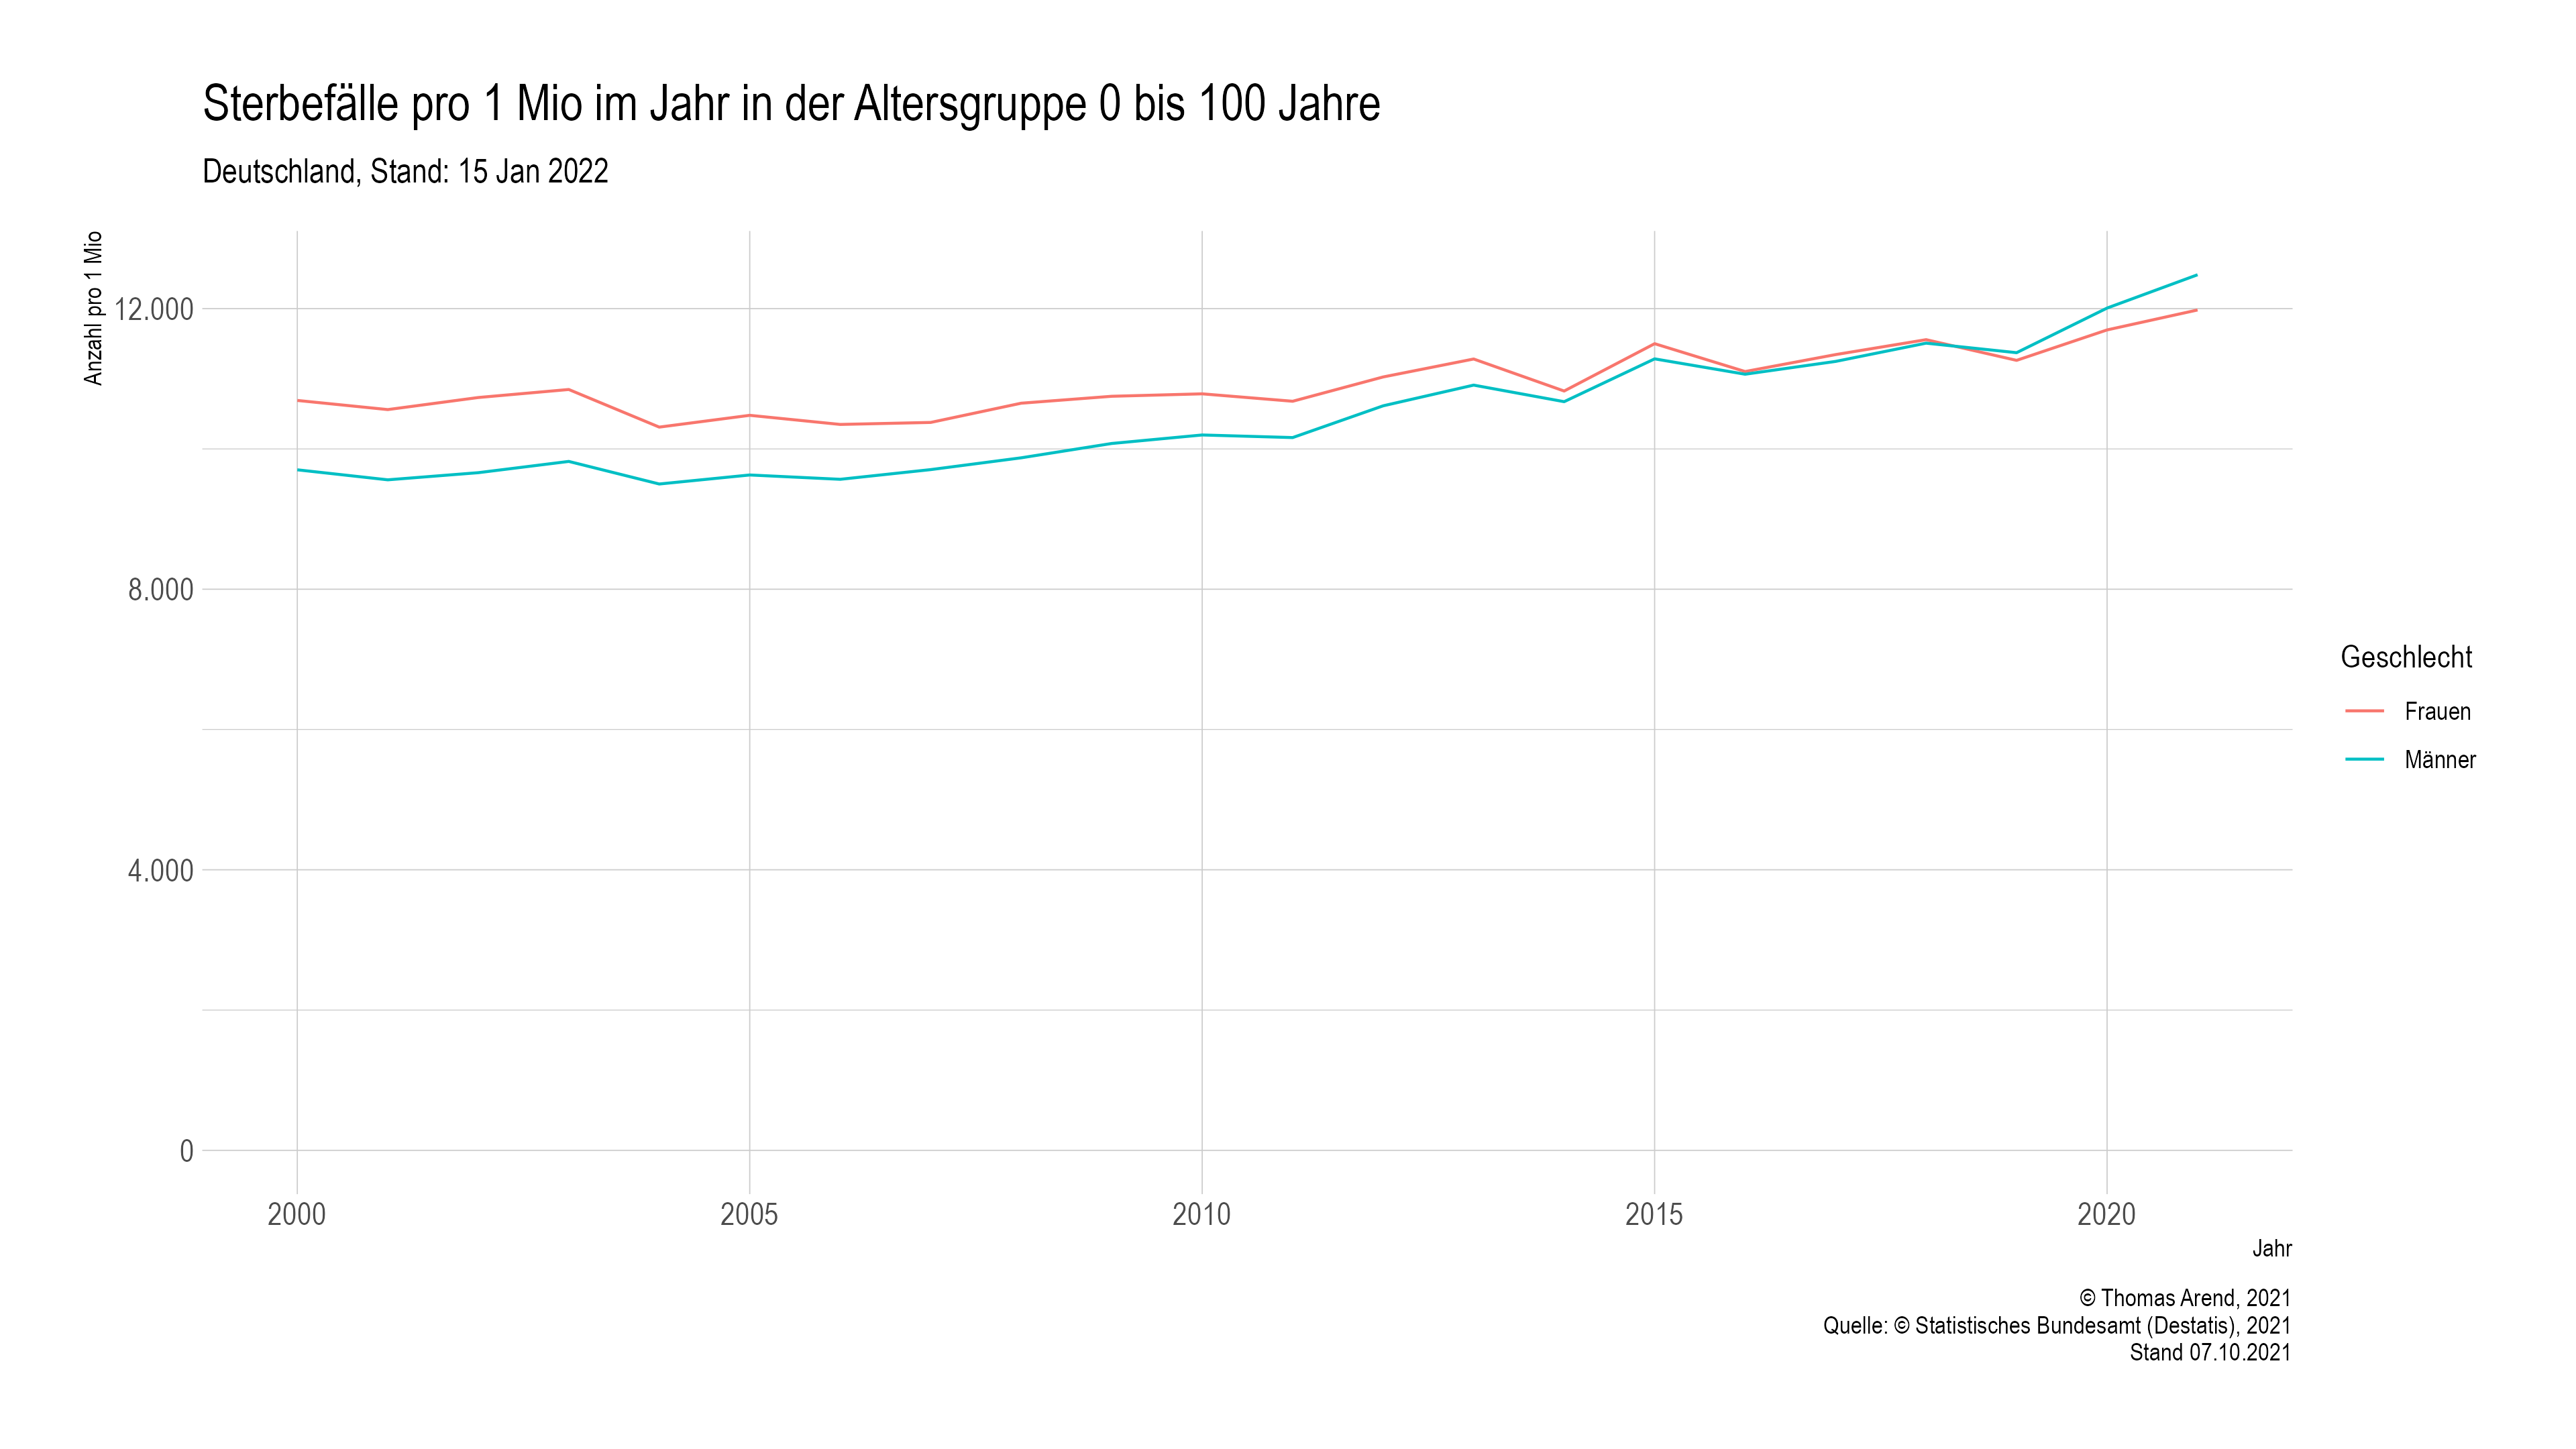 Sterbefälle pro 1 Mio im Jahr in der Altersgruppe 0 bis 100 Jahre
Deutschland, Stand: 15 Jan 2022
Anzahl pro 1 Mio
12.000
8.000
4.000
0
2000
2005
2010
2015
2020
Jahr
Geschlecht
Frauen
Männer
© Thomas Arend, 2021
Quelle: © Statistisches Bundesamt (Destatis), 2021
Stand 07.10.2021